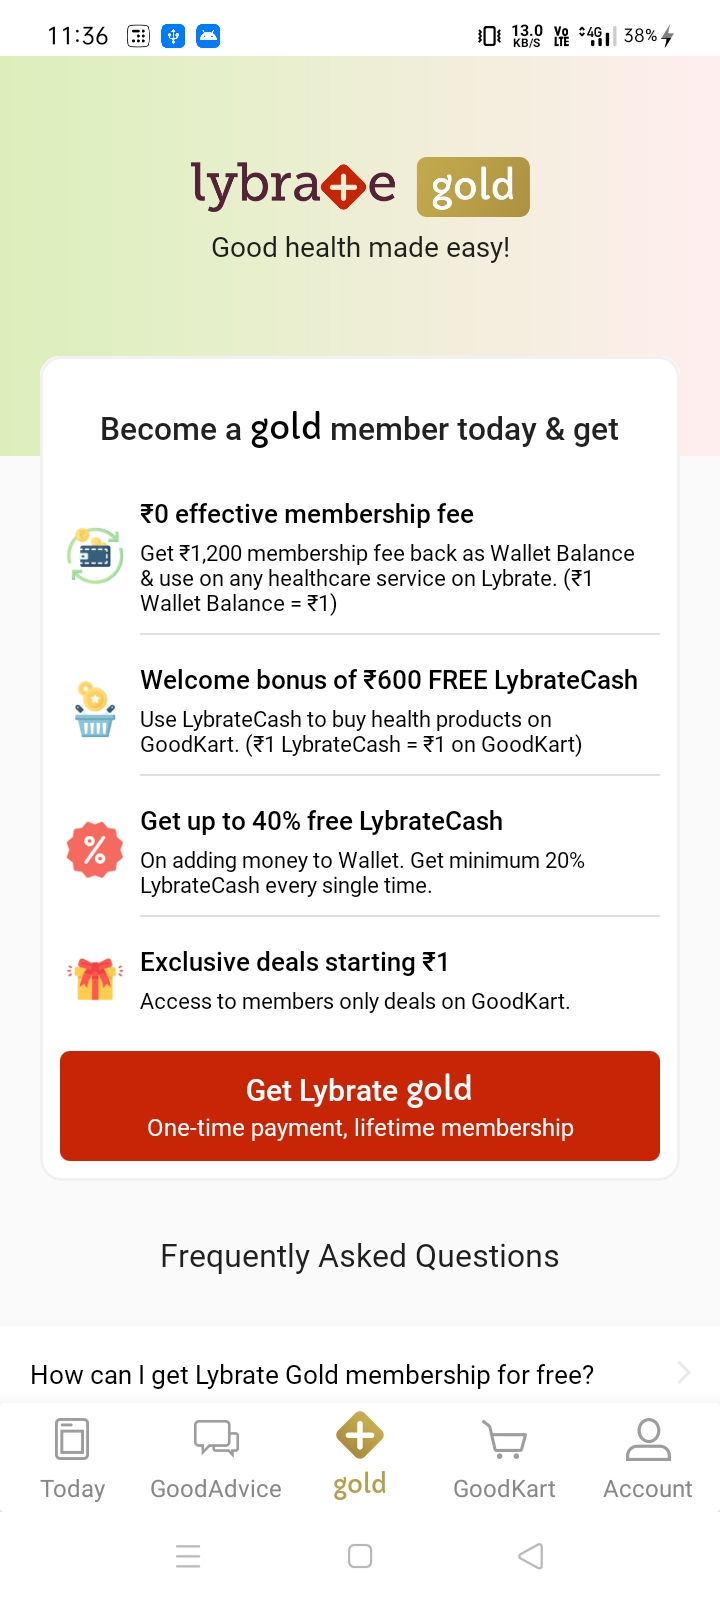 11:36
13.0
KB/S
Vo
LTE
4G
38%
lybrate gold
Good health made easy!
Become a gold member today & get
₹0 effective membership fee
Get ₹1,200 membership fee back as Wallet Balance
& use on any healthcare service on Lybrate. (₹1
Wallet Balance = ₹1)
Welcome bonus of ₹600 FREE LybrateCash
Use LybrateCash to buy health products on
GoodKart. (₹1 LybrateCash = ₹1 on GoodKart)
%
Get up to 40% free LybrateCash
On adding money to Wallet. Get minimum 20%
LybrateCash every single time.
Exclusive deals starting ₹1
Access to members only deals on GoodKart.
Get Lybrate gold
One-time payment, lifetime membership
Frequently Asked Questions
How can I get Lybrate Gold membership for free?
Today
GoodAdvice
gold
GoodKart
Account